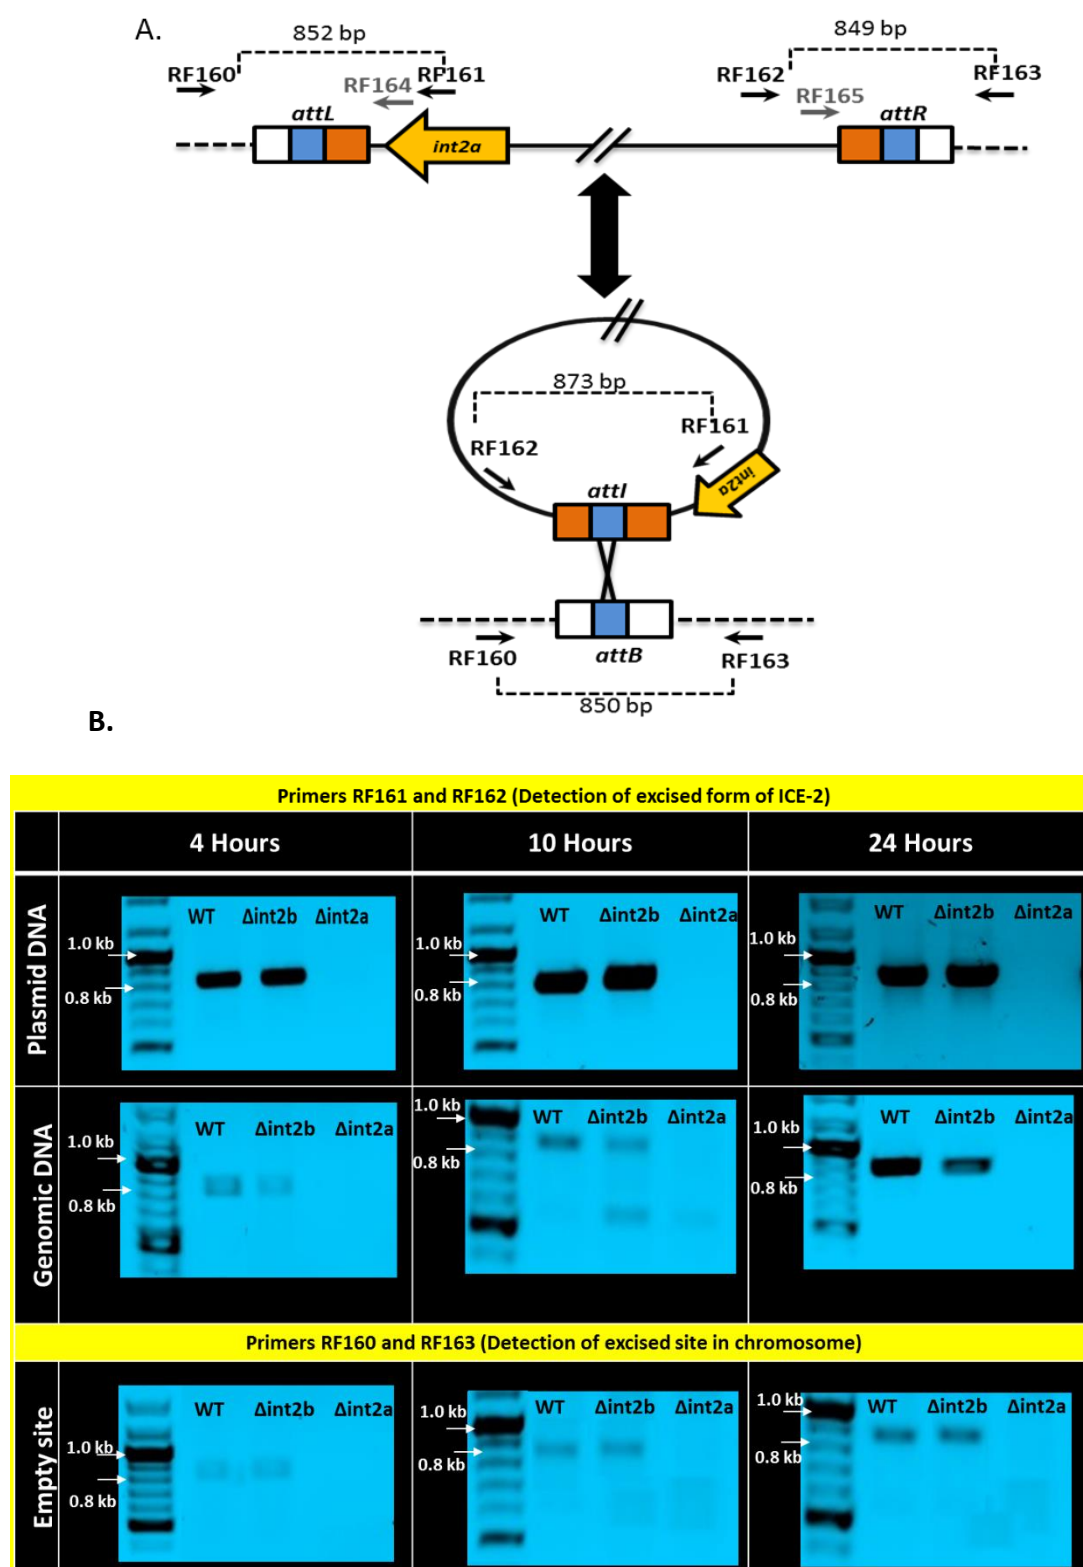 A.
852 bp
849 bp
RF160
RF161
RF162
RF163
RF164
RF165
attL
attR
int2a
873 bp
RF161
RF162
int2a
attI
attB
RF160
RF163
850 bp
B.
Primers RF161 and RF162 (Detection of excised form of ICE-2)
4 Hours 10 Hours 24 Hours
Plasmid DNA
WT Δint2b Δint2a
1.0 kb
0.8 kb
WT Δint2b Δint2a
1.0 kb
0.8 kb
WT Δint2b Δint2a
1.0 kb
0.8 kb
Genomic DNA
WT Δint2b Δint2a
1.0 kb
0.8 kb
1.0 kb
WT Δint2b Δint2a
0.8 kb
WT Δint2b Δint2a
1.0 kb
0.8 kb
Primers RF160 and RF163 (Detection of excised site in chromosome)
Empty site
WT Δint2b Δint2a
1.0 kb
0.8 kb
1.0 kb
WT Δint2b Δint2a
0.8 kb
1.0 kb
WT Δint2b Δint2a
0.8 kb